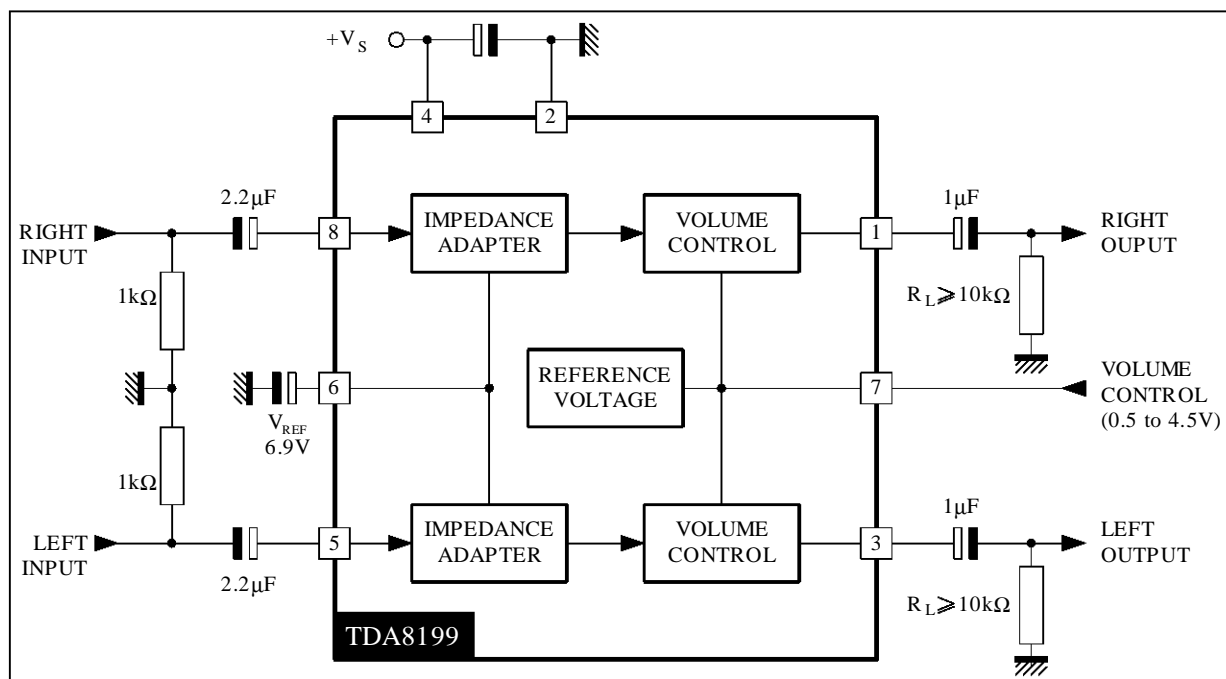 +VS
4
2
2.2µF
1µF
RIGHT
INPUT
8
IMPEDANCE
ADAPTER
VOLUME
CONTROL
1
RIGHT
OUPUT
1kΩ
RL⩾10kΩ
6
REFERENCE
VOLTAGE
7
VOLUME
CONTROL
(0.5 to 4.5V)
VREF
6.9V
1kΩ
1µF
LEFT
INPUT
5
IMPEDANCE
ADAPTER
VOLUME
CONTROL
3
LEFT
OUTPUT
2.2µF
RL⩾10kΩ
TDA8199